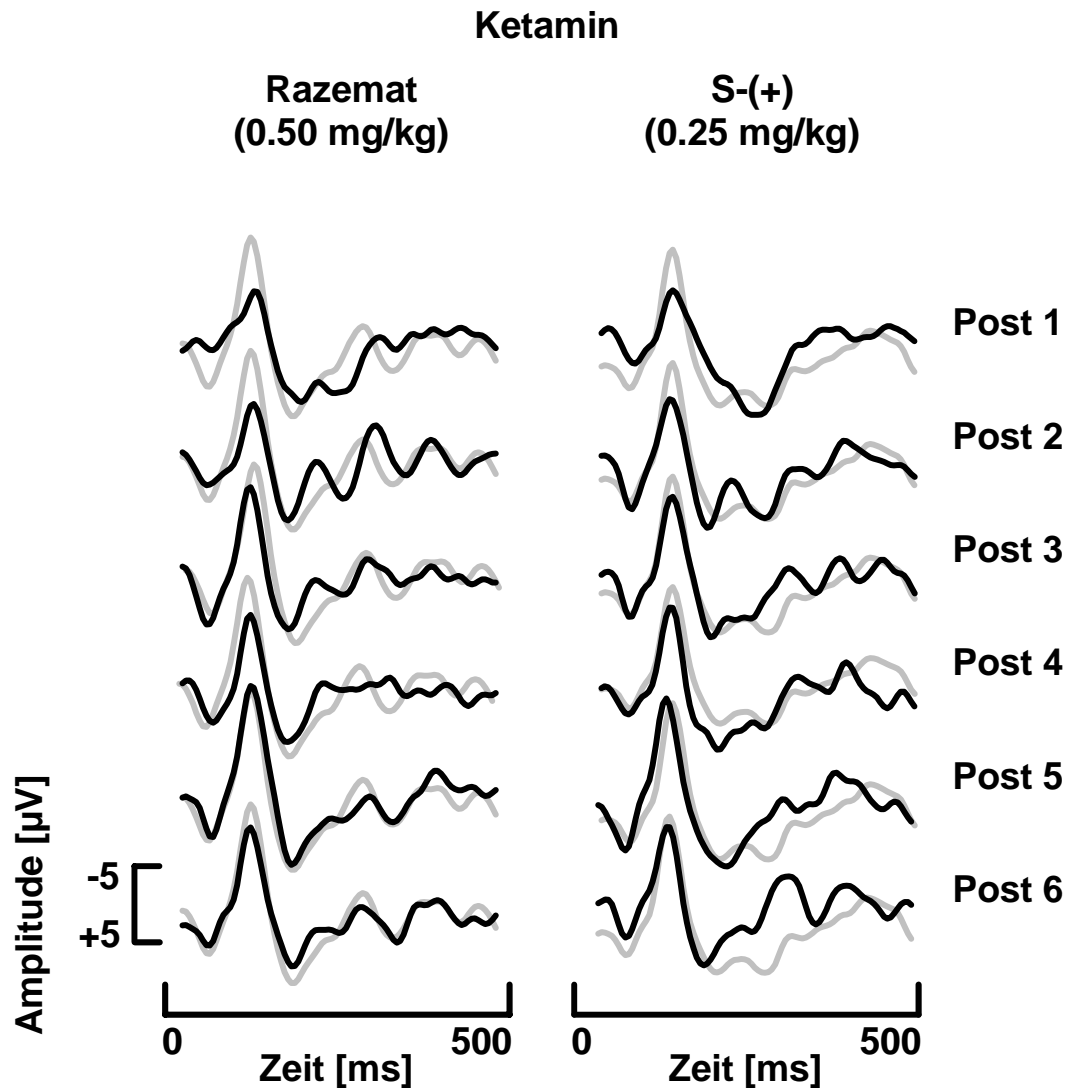 Ketamin
Razemat
(0.50 mg/kg)
S-(+)
(0.25 mg/kg)
Post 1
Post 2
Post 3
Post 4
Post 5
Post 6
Amplitude [µV]
-5
+5
0
500
Zeit [ms]
0
500
Zeit [ms]